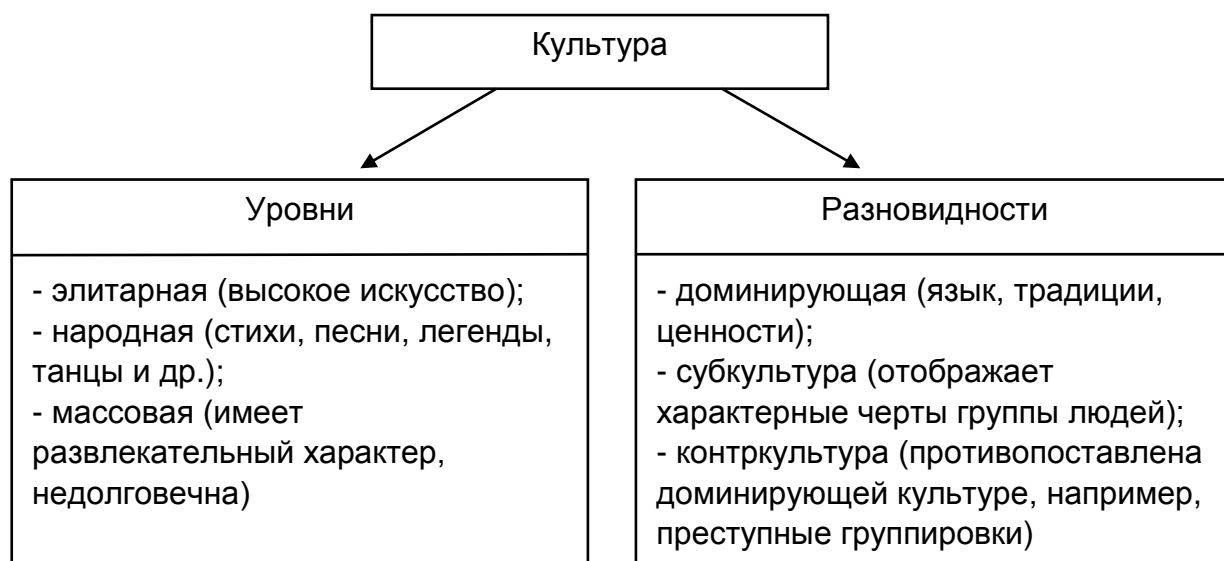 Культура
Уровни
- элитарная (высокое искусство);
- народная (стихи, песни, легенды,
танцы и др.);
- массовая (имеет
развлекательный характер,
недолговечна)
Разновидности
- доминирующая (язык, традиции,
ценности);
- субкультура (отображает
характерные черты группы людей);
- контркультура (противопоставлена
доминирующей культуре, например,
преступные группировки)